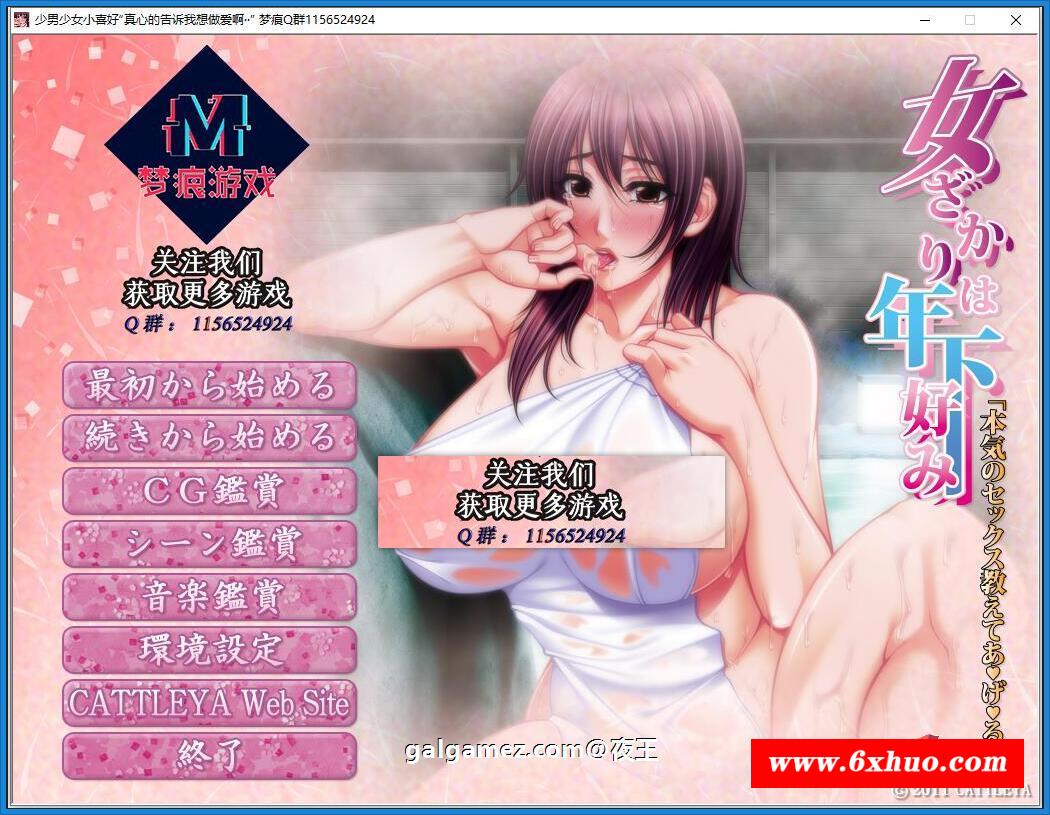 少男少女小喜好“真心的告诉我想做爱啊··” 梦痕Q群1156524924
M
梦痕游戏
关注我们
获取更多游戏
Q群：1156524924
最初から始める
続きから始める
CG鑑賞
シーン鑑賞
音楽鑑賞
環境設定
CATTLEYA Web Site
終了
女ざかりは年下好み
「本気のセックス教えてあ♥げ♥る
关注我们
获取更多游戏
Q群：1156524924
galgamez.com@夜王
www.6xhuo.com
©2011 CATTLEYA